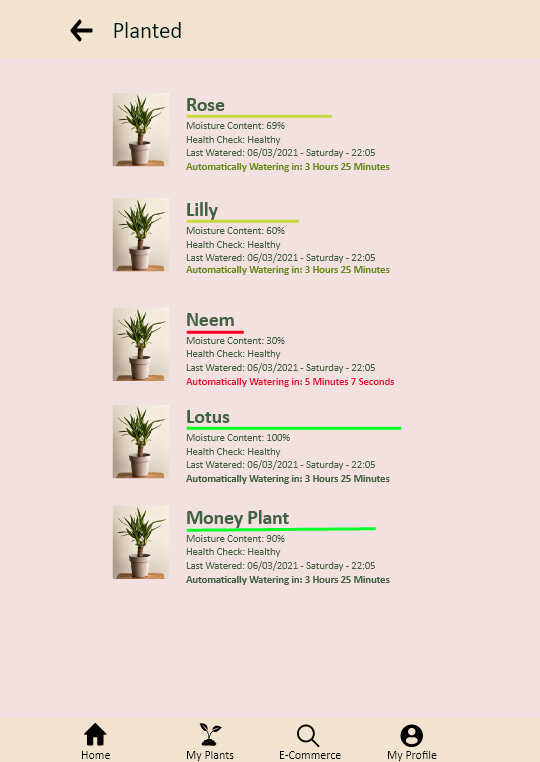 Planted
Rose
Moisture Content: 69%
Health Check: Healthy
Last Watered: 06/03/2021 - Saturday - 22:05
Automatically Watering in: 3 Hours 25 Minutes
Lilly
Moisture Content: 60%
Health Check: Healthy
Last Watered: 06/03/2021 - Saturday - 22:05
Automatically Watering in: 3 Hours 25 Minutes
Neem
Moisture Content: 30%
Health Check: Healthy
Last Watered: 06/03/2021 - Saturday - 22:05
Automatically Watering in: 5 Minutes 7 Seconds
Lotus
Moisture Content: 100%
Health Check: Healthy
Last Watered: 06/03/2021 - Saturday - 22:05
Automatically Watering in: 3 Hours 25 Minutes
Money Plant
Moisture Content: 90%
Health Check: Healthy
Last Watered: 06/03/2021 - Saturday - 22:05
Automatically Watering in: 3 Hours 25 Minutes
Home My Plants E-Commerce My Profile